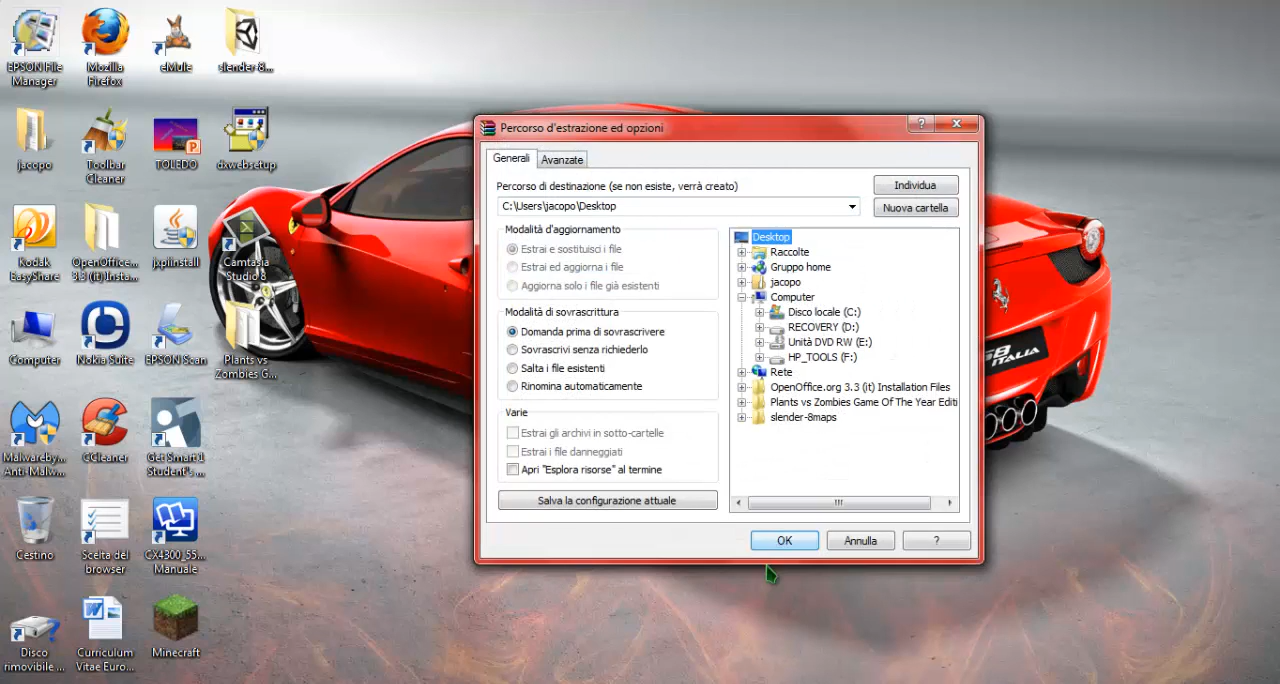 EPSON File
Manager
Mozilla
Firefox
eMule
slender-8...
jacopo
Toolbar
Cleaner
TOLEDO
dxwebsetup
Kodak
EasyShare
OpenOffice...
3.3 (it) Insta...
jxpiinstall
Camtasia
Studio 8
Computer
Nokia Suite
EPSON Scan
Plants vs
Zombies G...
Malwareby...
Anti-Malw...
CCleaner
Get Smart 1
Student's ...
Cestino
Scelta del
browser
CX4300_55...
Manuale
Disco
rimovibile ...
Curriculum
Vitae Euro...
Minecraft
Percorso d'estrazione ed opzioni
?
Generali
Avanzate
Percorso di destinazione (se non esiste, verrà creato)
C:\Users\jacopo\Desktop
Individua
Nuova cartella
Modalità d'aggiornamento
Estrai e sostituisci i file
Estrai ed aggiorna i file
Aggiorna solo i file già esistenti
Modalità di sovrascrittura
Domanda prima di sovrascrivere
Sovrascrivi senza richiederlo
Salta i file esistenti
Rinomina automaticamente
Varie
Estrai gli archivi in sotto-cartelle
Estrai i file danneggiati
Apri "Esplora risorse" al termine
Salva la configurazione attuale
Desktop
Raccolte
Gruppo home
jacopo
Computer
Disco locale (C:)
RECOVERY (D:)
Unità DVD RW (E:)
HP_TOOLS (F:)
Rete
OpenOffice.org 3.3 (it) Installation Files
Plants vs Zombies Game Of The Year Editi
slender-8maps
OK
Annulla
?
ITALIA